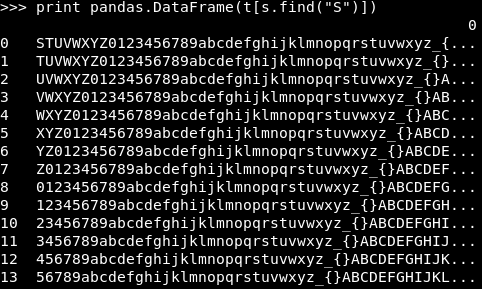 >>> print pandas.DataFrame(t[s.find("S")])
0
0 STUVWXYZ0123456789abcdefghijklmnopqrstuvwxyz_{...
1 TUVWXYZ0123456789abcdefghijklmnopqrstuvwxyz_{}...
2 UVWXYZ0123456789abcdefghijklmnopqrstuvwxyz_{}A...
3 VWXYZ0123456789abcdefghijklmnopqrstuvwxyz_{}AB...
4 WXYZ0123456789abcdefghijklmnopqrstuvwxyz_{}ABC...
5 XYZ0123456789abcdefghijklmnopqrstuvwxyz_{}ABCD...
6 YZ0123456789abcdefghijklmnopqrstuvwxyz_{}ABCDE...
7 Z0123456789abcdefghijklmnopqrstuvwxyz_{}ABCDEF...
8 0123456789abcdefghijklmnopqrstuvwxyz_{}ABCDEFG...
9 123456789abcdefghijklmnopqrstuvwxyz_{}ABCDEFGH...
10 23456789abcdefghijklmnopqrstuvwxyz_{}ABCDEFGHI...
11 3456789abcdefghijklmnopqrstuvwxyz_{}ABCDEFGHIJ...
12 456789abcdefghijklmnopqrstuvwxyz_{}ABCDEFGHIJK...
13 56789abcdefghijklmnopqrstuvwxyz_{}ABCDEFGHIJKL...